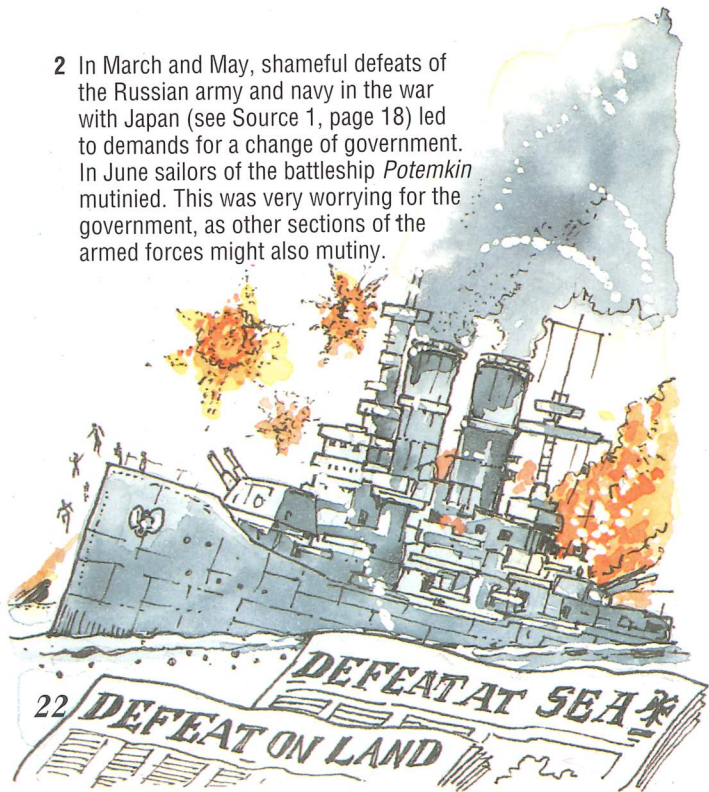 2 In March and May, shameful defeats of
the Russian army and navy in the war
with Japan (see Source 1, page 18) led
to demands for a change of government.
In June sailors of the battleship Potemkin
mutinied. This was very worrying for the
government, as other sections of the
armed forces might also mutiny.
DEFEAT AT SEA
22
DEFEAT ON LAND